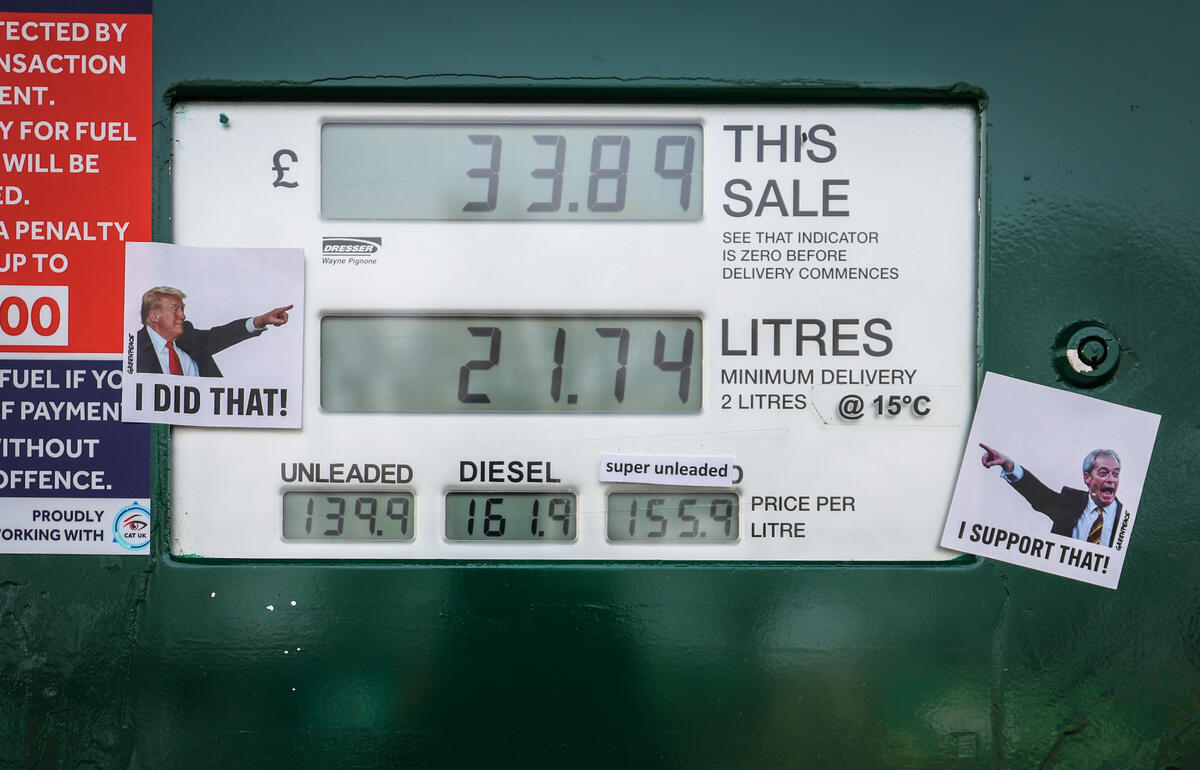 TECTED BY
NSACTION
ENT.
Y FOR FUEL
WILL BE
ED.
A PENALTY
UP TO
00
FUEL IF YO
F PAYMEN
ITHOUT
OFFENCE.
PROUDLY
ORKING WITH
CAT UK
GREENPEACE
I DID THAT!
£
33.89
THIS
SALE
SEE THAT INDICATOR
IS ZERO BEFORE
DELIVERY COMMENCES
DRESSER
Wayne Pignone
21.74
LITRES
MINIMUM DELIVERY
2 LITRES @ 15°C
UNLEADED
DIESEL
super unleaded
139.9
161.9
155.9
PRICE PER
LITRE
GREENPEACE
I SUPPORT THAT!